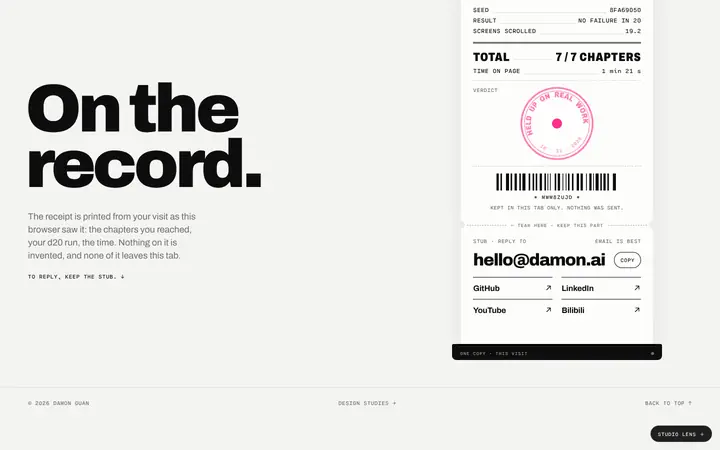 On the
record.
The receipt is printed from your visit as this
browser saw it: the chapters you reached,
your d20 run, the time. Nothing on it is
invented, and none of it leaves this tab.
TO REPLY, KEEP THE STUB. ↓
SEED 8FA69050
RESULT NO FAILURE IN 20
SCREENS SCROLLED 19.2
TOTAL 7/7 CHAPTERS
TIME ON PAGE 1 min 21 s
VERDICT
HELD UP ON REAL WORK
KEPT IN THIS TAB ONLY. NOTHING WAS SENT.
TEAR HERE · KEEP THIS PART
STUB · REPLY TO EMAIL IS BEST
hello@damon.ai COPY
GitHub ↗ LinkedIn ↗
YouTube ↗ Bilibili ↗
ONE COPY · THIS VISIT
© 2026 DAMON QUAN DESIGN STUDIES → BACK TO TOP ↑
STUDIO LENS +